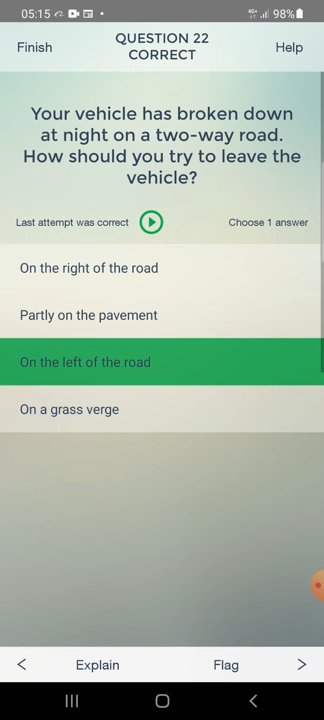 05:15
98%
Finish
QUESTION 22
CORRECT
Help
Your vehicle has broken down
at night on a two-way road.
How should you try to leave the
vehicle?
Last attempt was correct
Choose 1 answer
On the right of the road
Partly on the pavement
On the left of the road
On a grass verge
<
Explain
Flag
>